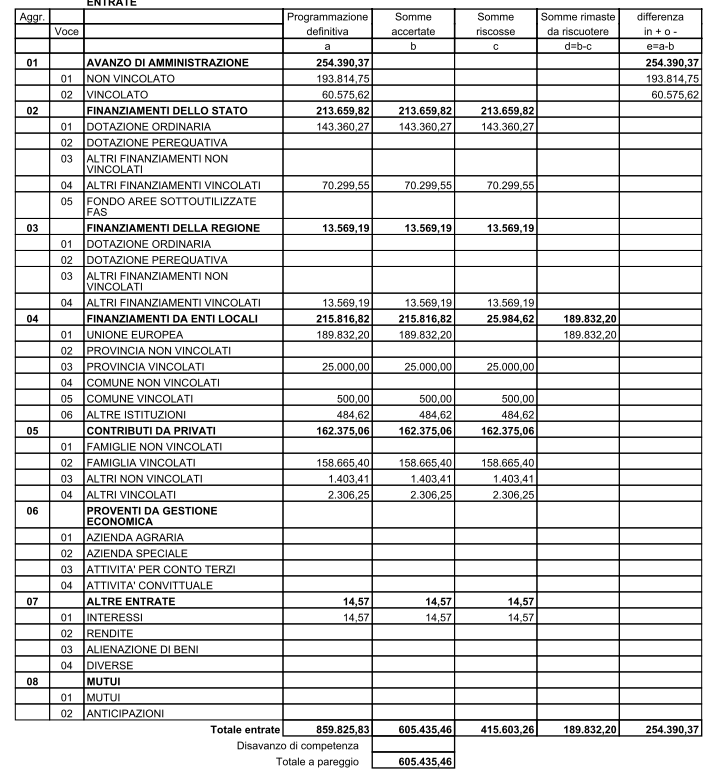 ENTRATE
Aggr. Programmazione Somme Somme Somme rimaste differenza
Voce definitiva accertate riscosse da riscuotere in + o -
a b c d=b-c e=a-b
01 AVANZO DI AMMINISTRAZIONE 254.390,37 254.390,37
01 NON VINCOLATO 193.814,75 193.814,75
02 VINCOLATO 60.575,62 60.575,62
02 FINANZIAMENTI DELLO STATO 213.659,82 213.659,82 213.659,82
01 DOTAZIONE ORDINARIA 143.360,27 143.360,27 143.360,27
02 DOTAZIONE PEREQUATIVA
03 ALTRI FINANZIAMENTI NON
VINCOLATI
04 ALTRI FINANZIAMENTI VINCOLATI 70.299,55 70.299,55 70.299,55
05 FONDO AREE SOTTOUTILIZZATE
FAS
03 FINANZIAMENTI DELLA REGIONE 13.569,19 13.569,19 13.569,19
01 DOTAZIONE ORDINARIA
02 DOTAZIONE PEREQUATIVA
03 ALTRI FINANZIAMENTI NON
VINCOLATI
04 ALTRI FINANZIAMENTI VINCOLATI 13.569,19 13.569,19 13.569,19
04 FINANZIAMENTI DA ENTI LOCALI 215.816,82 215.816,82 25.984,62 189.832,20
01 UNIONE EUROPEA 189.832,20 189.832,20 189.832,20
02 PROVINCIA NON VINCOLATI
03 PROVINCIA VINCOLATI 25.000,00 25.000,00 25.000,00
04 COMUNE NON VINCOLATI
05 COMUNE VINCOLATI 500,00 500,00 500,00
06 ALTRE ISTITUZIONI 484,62 484,62 484,62
05 CONTRIBUTI DA PRIVATI 162.375,06 162.375,06 162.375,06
01 FAMIGLIE NON VINCOLATI
02 FAMIGLIA VINCOLATI 158.665,40 158.665,40 158.665,40
03 ALTRI NON VINCOLATI 1.403,41 1.403,41 1.403,41
04 ALTRI VINCOLATI 2.306,25 2.306,25 2.306,25
06 PROVENTI DA GESTIONE
ECONOMICA
01 AZIENDA AGRARIA
02 AZIENDA SPECIALE
03 ATTIVITA' PER CONTO TERZI
04 ATTIVITA' CONVITTUALE
07 ALTRE ENTRATE 14,57 14,57 14,57
01 INTERESSI 14,57 14,57 14,57
02 RENDITE
03 ALIENAZIONE DI BENI
04 DIVERSE
08 MUTUI
01 MUTUI
02 ANTICIPAZIONI
Totale entrate 859.825,83 605.435,46 415.603,26 189.832,20 254.390,37
Disavanzo di competenza
Totale a pareggio 605.435,46